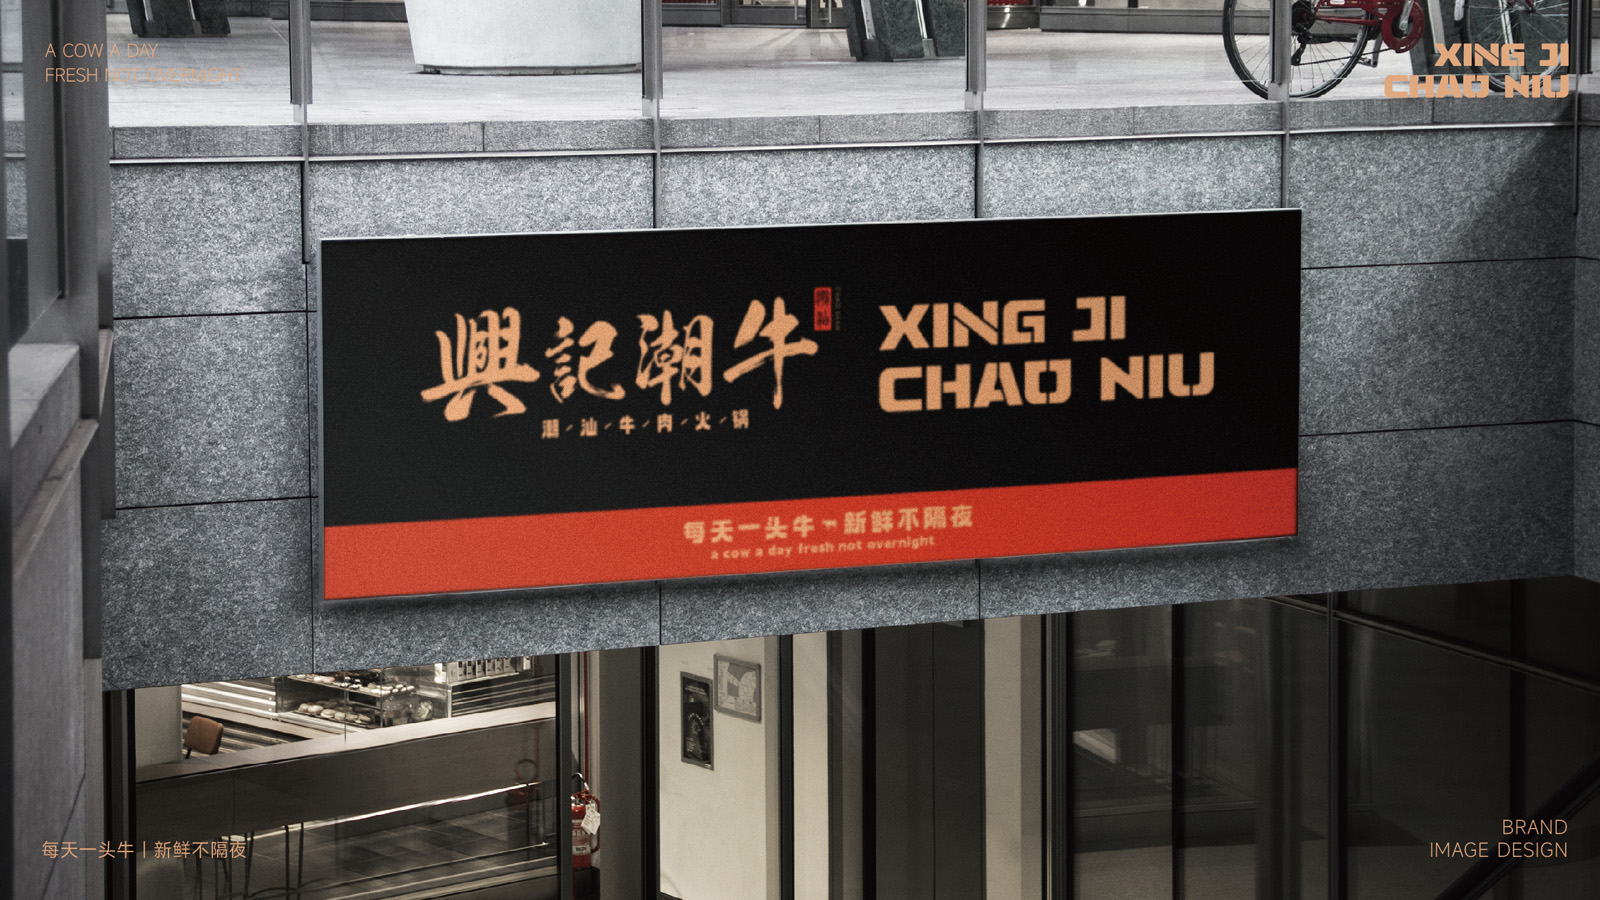 A COW A DAY
FRESH NOT OVERNIGHT
XING JI
CHAO NIU
興記潮牛
潮汕牛肉火锅
XING JI
CHAO NIU
每天一头牛 新鲜不隔夜
a cow a day fresh not overnight
每天一头牛丨新鲜不隔夜
BRAND
IMAGE DESIGN